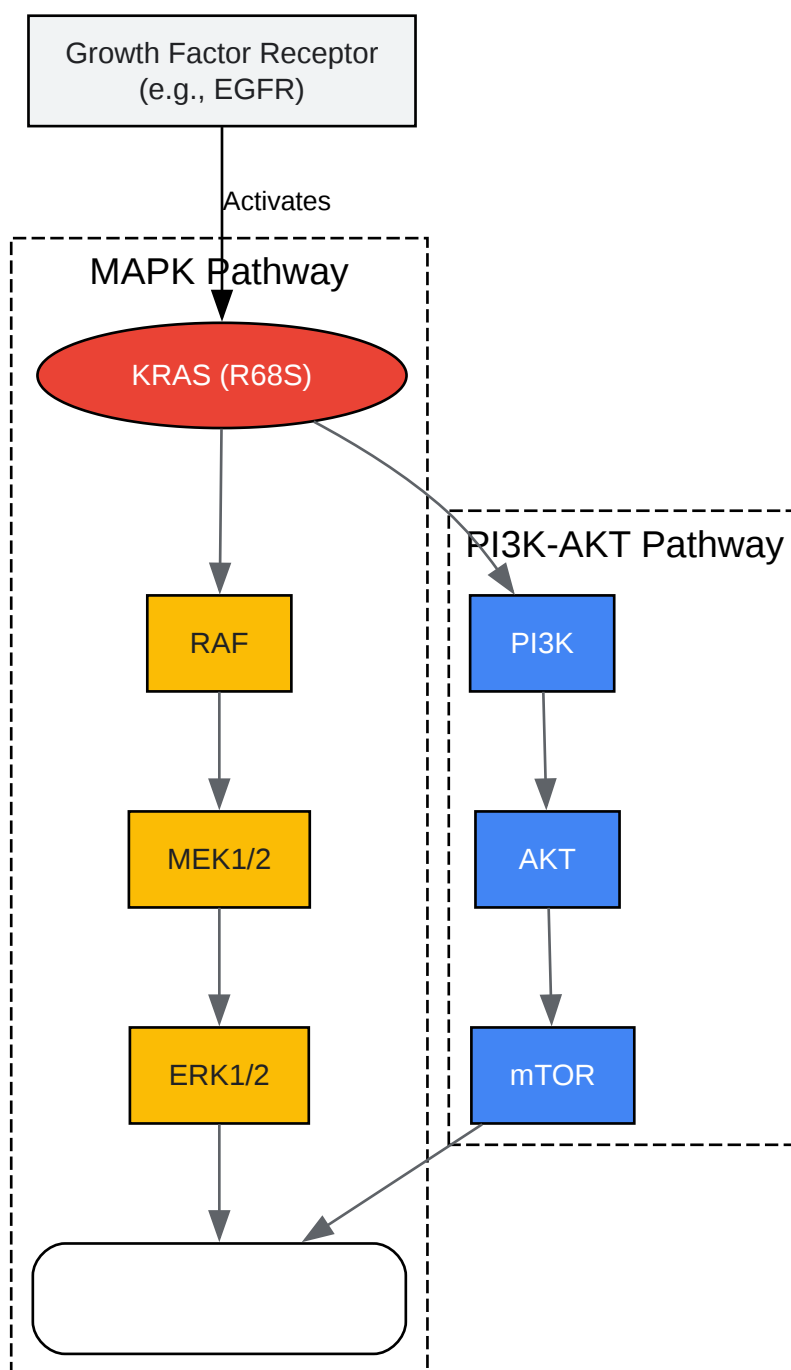 Growth Factor Receptor
(e.g., EGFR)
Activates
MAPK Pathway
KRAS (R68S)
PI3K-AKT Pathway
RAF
PI3K
MEK1/2
AKT
ERK1/2
mTOR